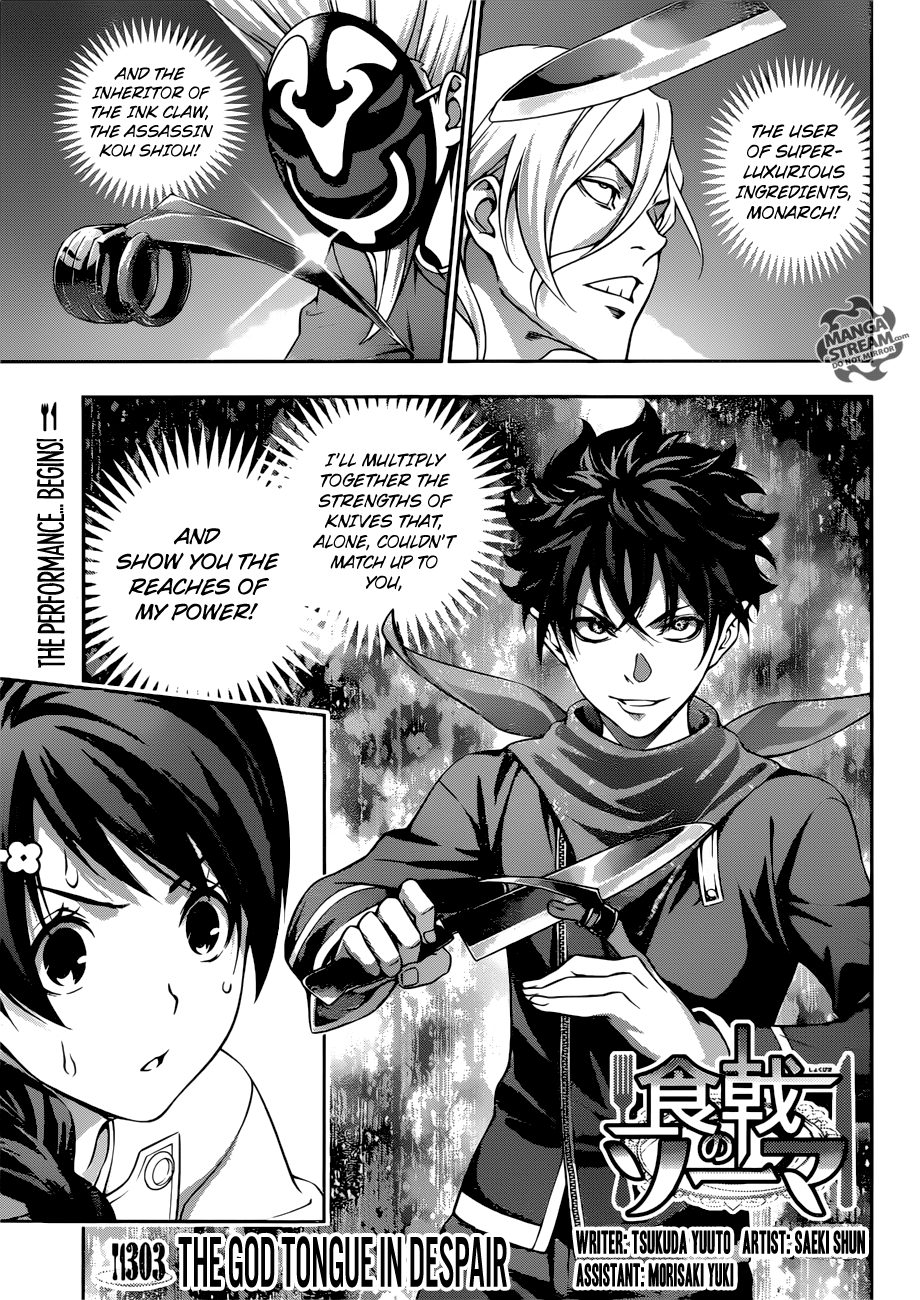 THE USER
OF SUPER-
LUXURIOUS
INGREDIENTS,
MONARCH!
AND THE
INHERITOR OF
THE INK CLAW,
THE ASSASSIN
KOU SHIOU!
MANGA
STREAM.com
DO NOT MIRROR
I'LL MULTIPLY
TOGETHER THE
STRENGTHS OF
KNIVES THAT,
ALONE, COULDN'T
MATCH UP TO
YOU,
AND
SHOW YOU THE
REACHES OF
MY POWER!
THE PERFORMANCE... BEGINS!
食戟の
しょくげき
ソーマ
303 THE GOD TONGUE IN DESPAIR
WRITER: TSUKUDA YUUTO ARTIST: SAEKI SHUN
ASSISTANT: MORISAKI YUKI